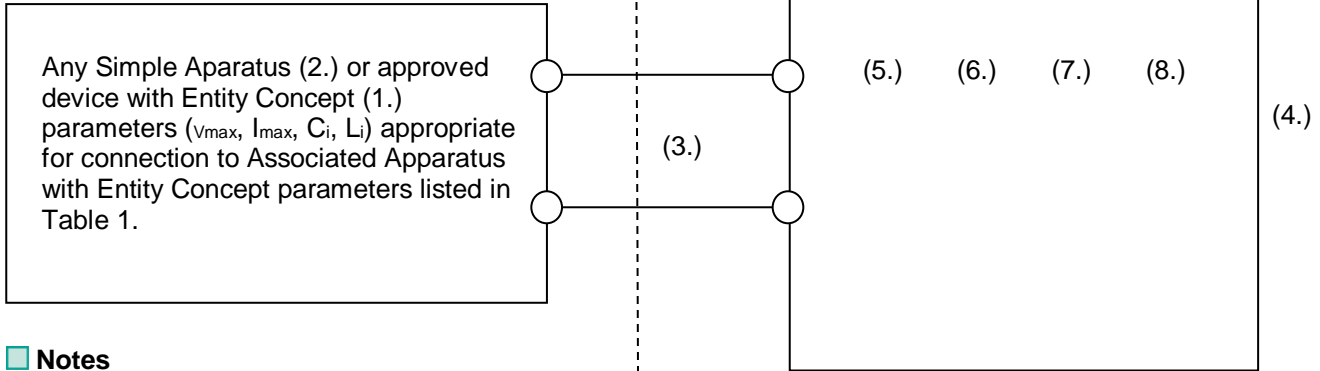 Any Simple Aparatus (2.) or approved
device with Entity Concept (1.)
parameters (Vmax, Imax, Ci, Li) appropriate
for connection to Associated Apparatus
with Entity Concept parameters listed in
Table 1.
(3.)
(5.) (6.) (7.) (8.)
(4.)
Notes